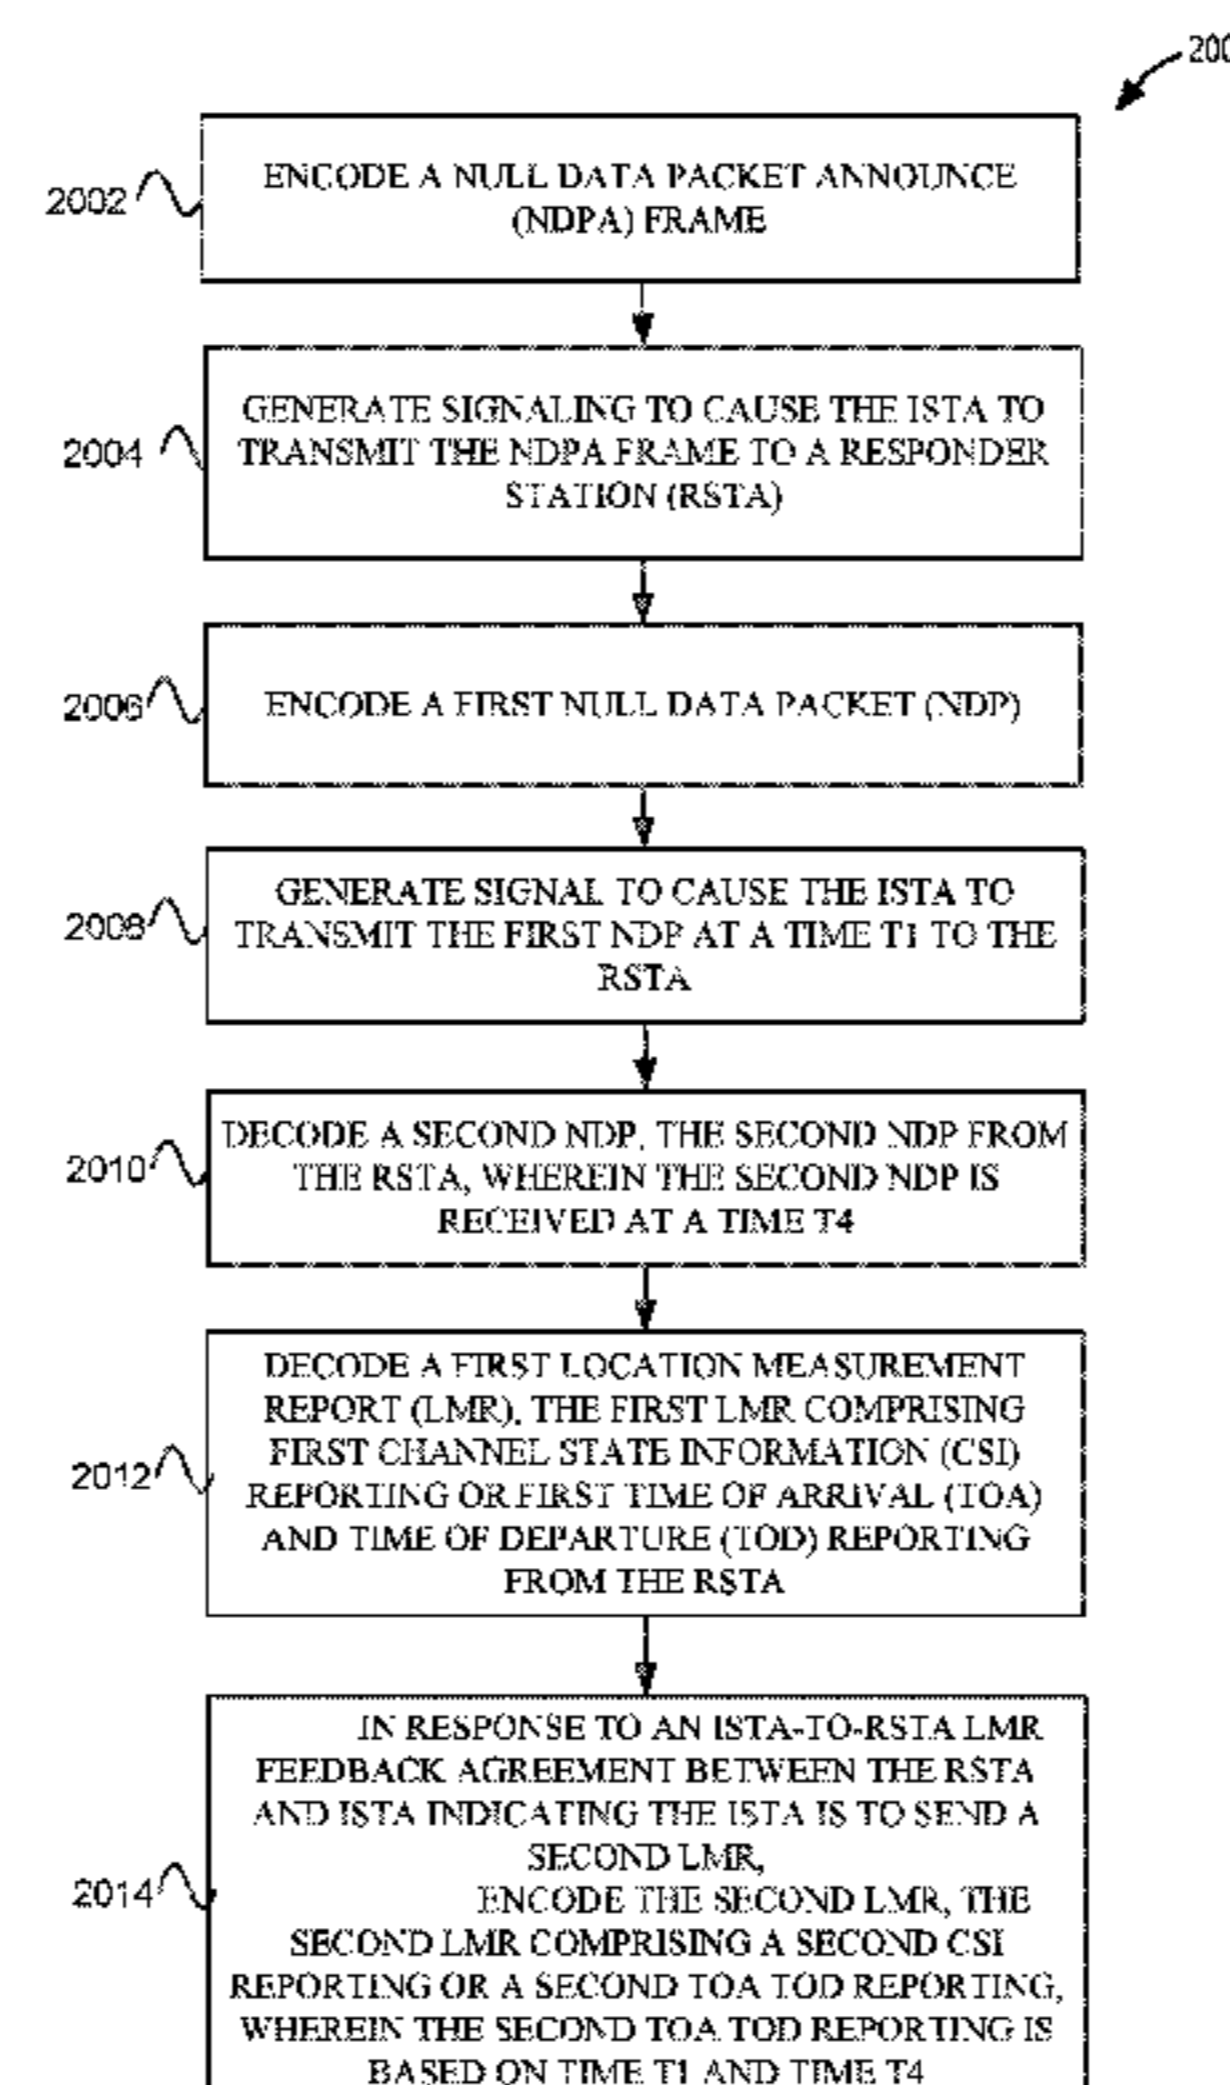 200
2002
ENCODE A NULL DATA PACKET ANNOUNCE
(NDPA) FRAME
2004
GENERATE SIGNALING TO CAUSE THE ISTA TO
TRANSMIT THE NDPA FRAME TO A RESPONDER
STATION (RSTA)
2006
ENCODE A FIRST NULL DATA PACKET (NDP)
2008
GENERATE SIGNAL TO CAUSE THE ISTA TO
TRANSMIT THE FIRST NDP AT A TIME T1 TO THE
RSTA
2010
DECODE A SECOND NDP, THE SECOND NDP FROM
THE RSTA, WHEREIN THE SECOND NDP IS
RECEIVED AT A TIME T4
2012
DECODE A FIRST LOCATION MEASUREMENT
REPORT (LMR), THE FIRST LMR COMPRISING
FIRST CHANNEL STATE INFORMATION (CSI)
REPORTING OR FIRST TIME OF ARRIVAL (TOA)
AND TIME OF DEPARTURE (TOD) REPORTING
FROM THE RSTA
2014
IN RESPONSE TO AN ISTA-TO-RSTA LMR
FEEDBACK AGREEMENT BETWEEN THE RSTA
AND ISTA INDICATING THE ISTA IS TO SEND A
SECOND LMR,
ENCODE THE SECOND LMR, THE
SECOND LMR COMPRISING A SECOND CSI
REPORTING OR A SECOND TOA TOD REPORTING,
WHEREIN THE SECOND TOA TOD REPORTING IS
BASED ON TIME T1 AND TIME T4